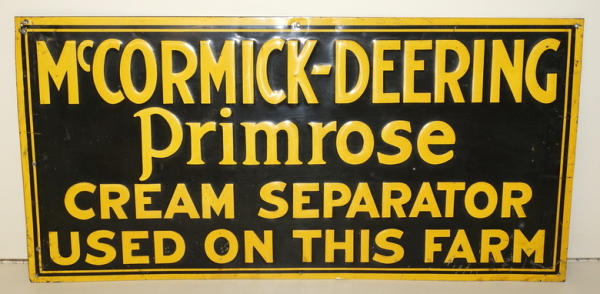 McCORMICK-DEERING
Primrose
CREAM SEPARATOR
USED ON THIS FARM